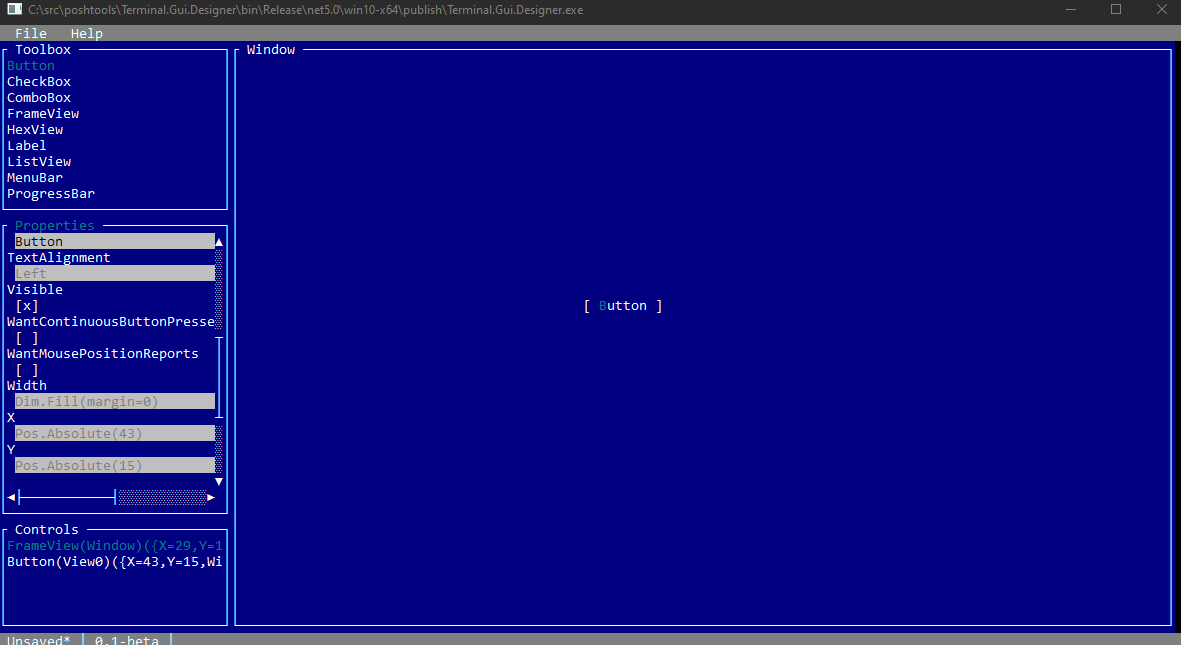 C:\src\poshtools\Terminal.Gui.Designer\bin\Release\net5.0\win10-x64\publish\Terminal.Gui.Designer.exe
File Help
Toolbox
Button
CheckBox
ComboBox
FrameView
HexView
Label
ListView
MenuBar
ProgressBar
Properties
Button
TextAlignment
Left
Visible
[x]
WantContinuousButtonPresse
[ ]
WantMousePositionReports
[ ]
Width
Dim.Fill(margin=0)
X
Pos.Absolute(43)
Y
Pos.Absolute(15)
Controls
FrameView(Window)({X=29,Y=1
Button(View0)({X=43,Y=15,Wi
Window
[ Button ]
Unsaved* | 0.1-beta |